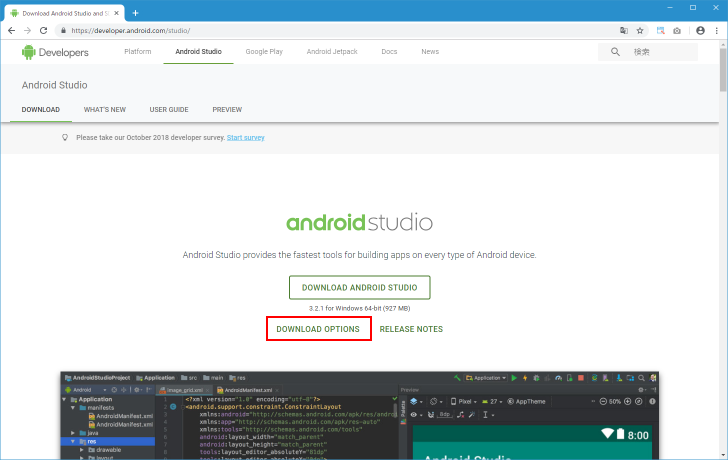 Download Android Studio and S
https://developer.android.com/studio/
Developers Platform Android Studio Google Play Android Jetpack Docs News 検索
Android Studio
DOWNLOAD WHAT'S NEW USER GUIDE PREVIEW
Please take our October 2018 developer survey. Start survey
androidstudio
Android Studio provides the fastest tools for building apps on every type of Android device.
DOWNLOAD ANDROID STUDIO
3.2.1 for Windows 64-bit (927 MB)
DOWNLOAD OPTIONS RELEASE NOTES
AndroidStudioProject Application src main res
Application
Android image_grid.xml AndroidManifest.xml Preview
Application
manifests
AndroidManifest.xml
AndroidManifest.xml
java
res
drawable
layout
1
2
<?xml version="1.0" encoding="utf-8"?>
<android.support.constraint.ConstraintLayout
xmlns:android="http://schemas.android.com/apk/res/androi
xmlns:app="http://schemas.android.com/apk/res-auto"
xmlns:tools="http://schemas.android.com/tools"
android:layout_width="match_parent"
android:layout_height="match_parent"
tools:layout_editor_absoluteY="81dp"
Palette
Pixel 27 AppTheme 50%
8dp
8:00